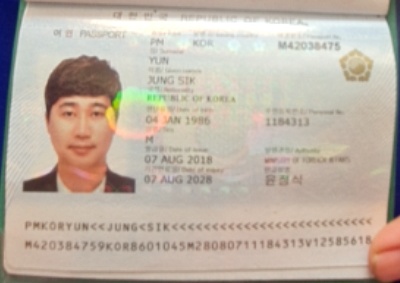 대한민국 REPUBLIC OF KOREA
여권 PASSPORT
PM KOR M42038475
YUN
JUNG SIK
REPUBLIC OF KOREA
04 JAN 1986 1184313
M
07 AUG 2018 MINISTRY OF FOREIGN AFFAIRS
07 AUG 2028 윤정식
PMKORYUN<<JUNG<SIK<<<<<<<<<<<<<<<<<<<<<<<<<<
M420384759KOR8601045M28080711184313V12585618